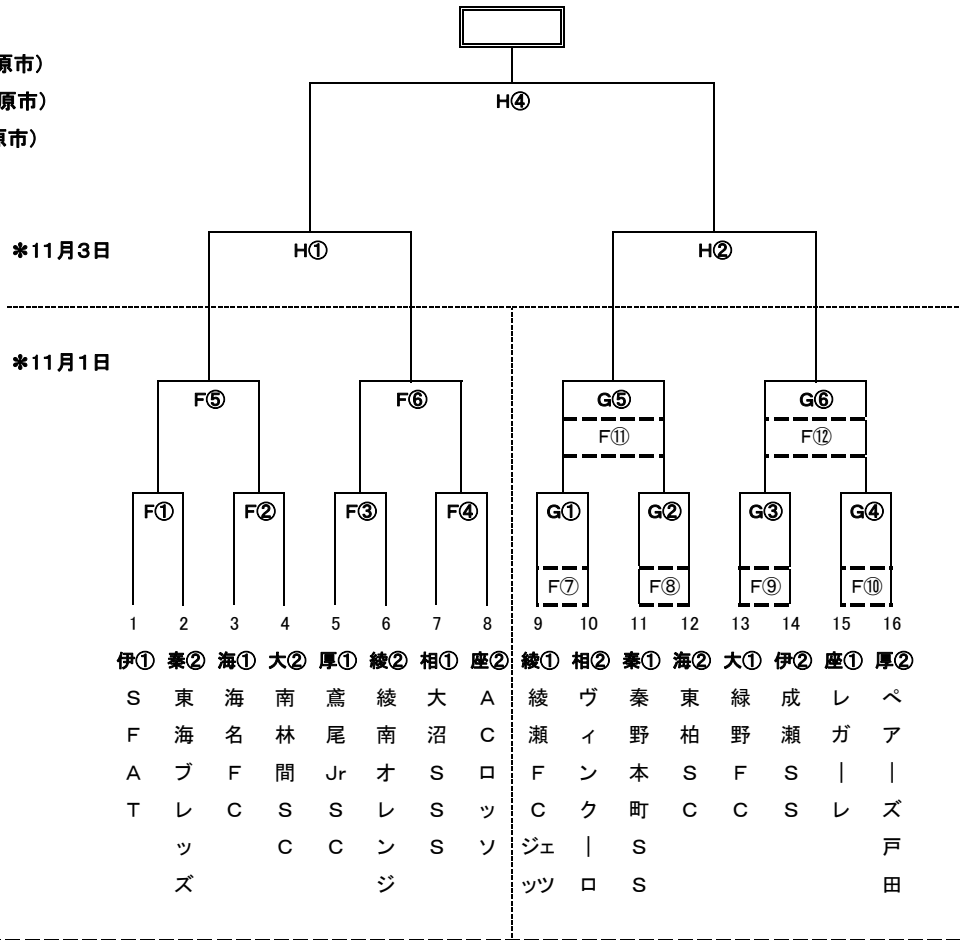 原市）
H④
原市）
原市）
＊11月3日
H① H②
＊11月1日
F⑤ F⑥ G⑤ G⑥
F⑪ F⑫
F① F② F③ F④ G① G② G③ G④
F⑦ F⑧ F⑨ F⑩
1 2 3 4 5 6 7 8 9 10 11 12 13 14 15 16
伊① 秦② 海① 大② 厚① 綾② 相① 座② 綾① 相② 秦① 海② 大① 伊② 座① 厚②
SFAT
東海ブレッズ
海名FC
南林間SC
鳶尾JrSC
綾南オレンジ
大沼SSS
ACロッソ
綾瀬FCジェッツ
ヴィンクーロ
秦野本町SS
東柏SC
緑野FC
成瀬SS
レガーレ
ペアーズ戸田